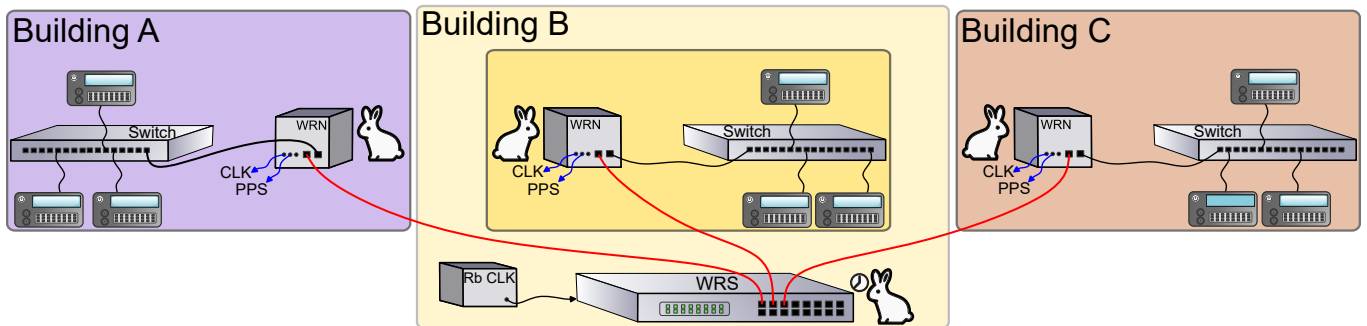 Building A
Building B
Building C
Switch
WRN
CLK
PPS
WRN
Switch
CLK
PPS
WRN
Switch
CLK
PPS
Rb CLK
WRS